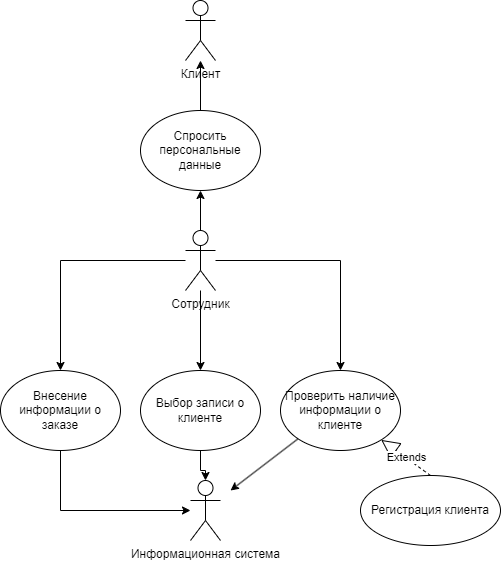 Клиент
Спросить
персональные
данные
Сотрудник
Внесение
информации о
заказе
Выбор записи о
клиенте
Проверить наличие
информации о
клиенте
Extends
Регистрация клиента
Информационная система